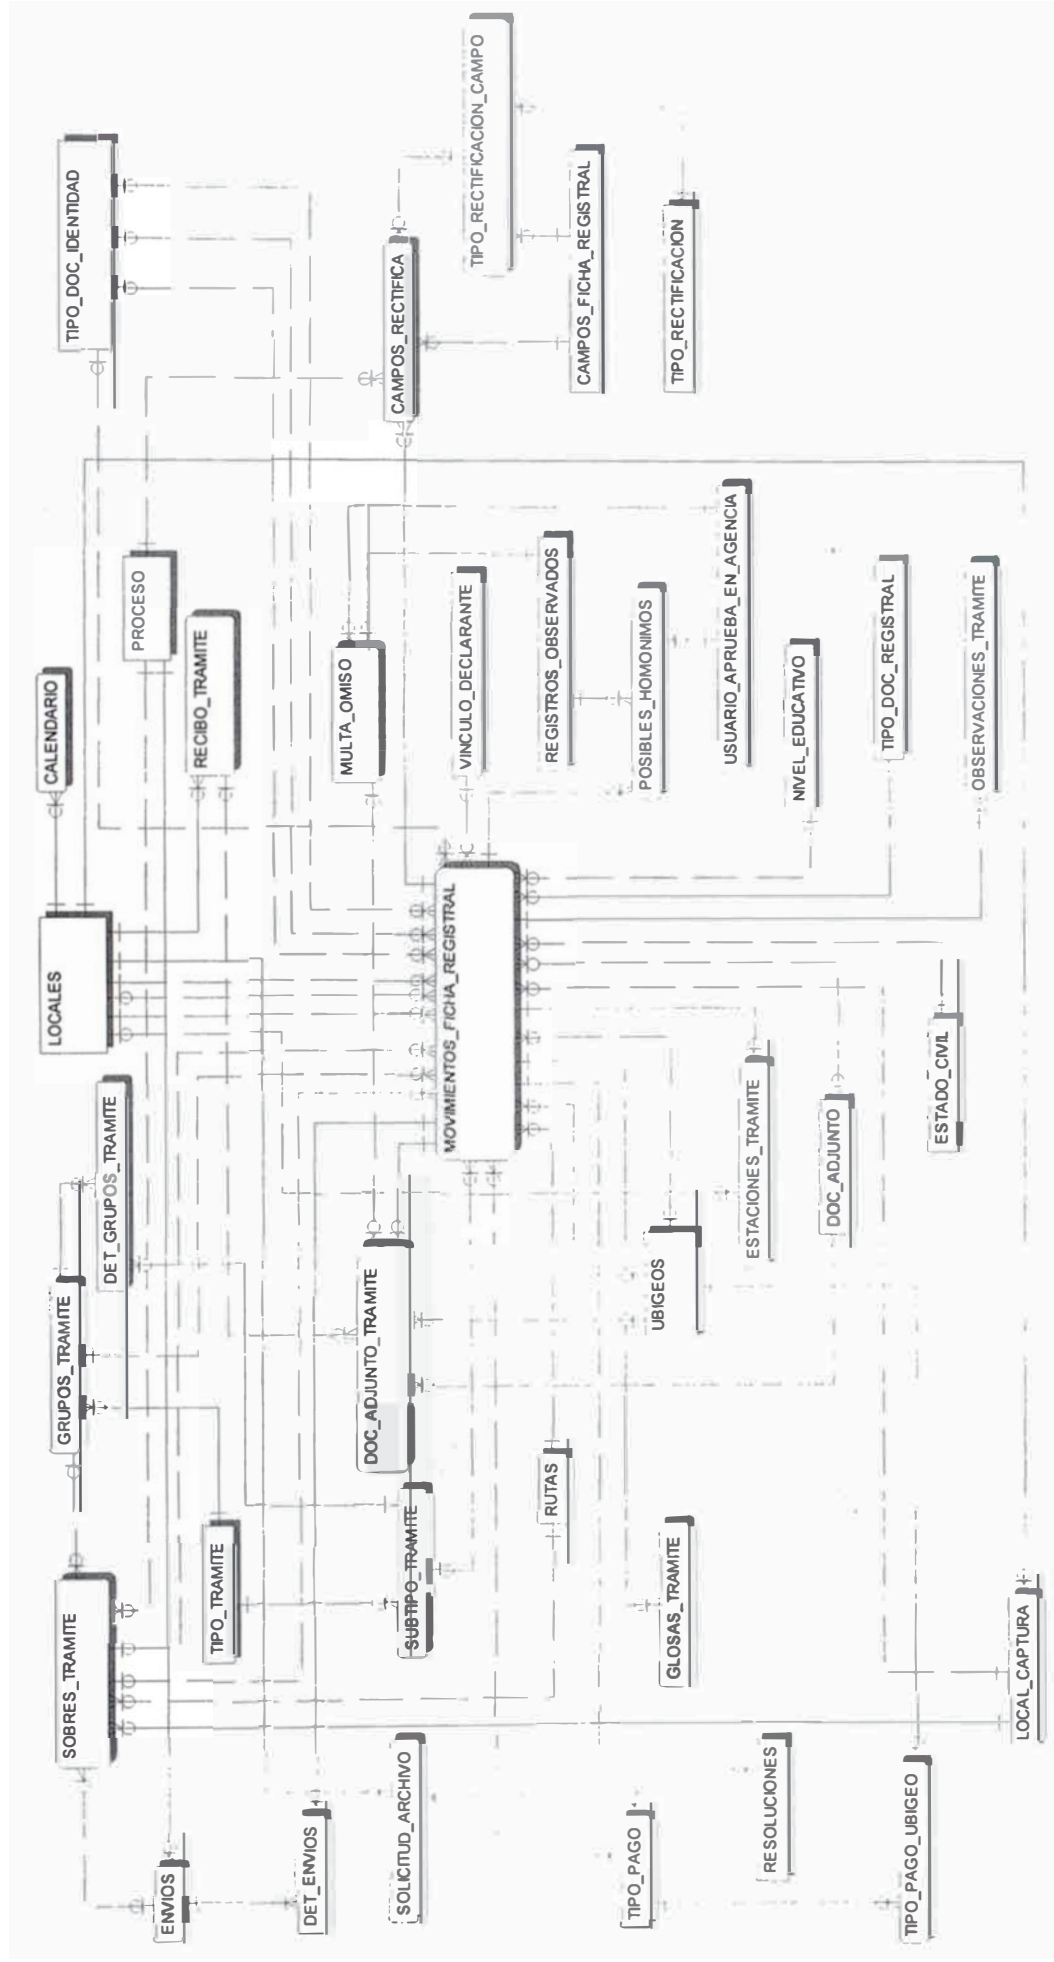 TIPO_DOC_IDENTIDAD
TIPO_RECTIFICACION_CAMPO
CAMPOS_RECTIFICA
CAMPOS_FICHA_REGISTRAL
TIPO_RECTIFICACION
CALENDARIO
PROCESO
RECIBO_TRAMITE
MULTA_OMISO
VINCULO_DECLARANTE
REGISTROS_OBSERVADOS
POSIBLES_HOMONIMOS
USUARIO_APRUEBA_EN_AGENCIA
NIVEL_EDUCATIVO
TIPO_DOC_REGISTRAL
OBSERVACIONES_TRAMITE
LOCALES
MOVIMIENTOS_FICHA_REGISTRAL
GRUPOS_TRAMITE
DET_GRUPOS_TRAMITE
DOC_ADJUNTO_TRAMITE
UBIGEOS
ESTACIONES_TRAMITE
DOC_ADJUNTO
ESTADO_CIVIL
SOBRES_TRAMITE
TIPO_TRAMITE
SUBTIPO_TRAMITE
RUTAS
GLOSAS_TRAMITE
LOCAL_CAPTURA
ENVIOS
DET_ENVIOS
SOLICITUD_ARCHIVO
TIPO_PAGO
RESOLUCIONES
TIPO_PAGO_UBIGEO